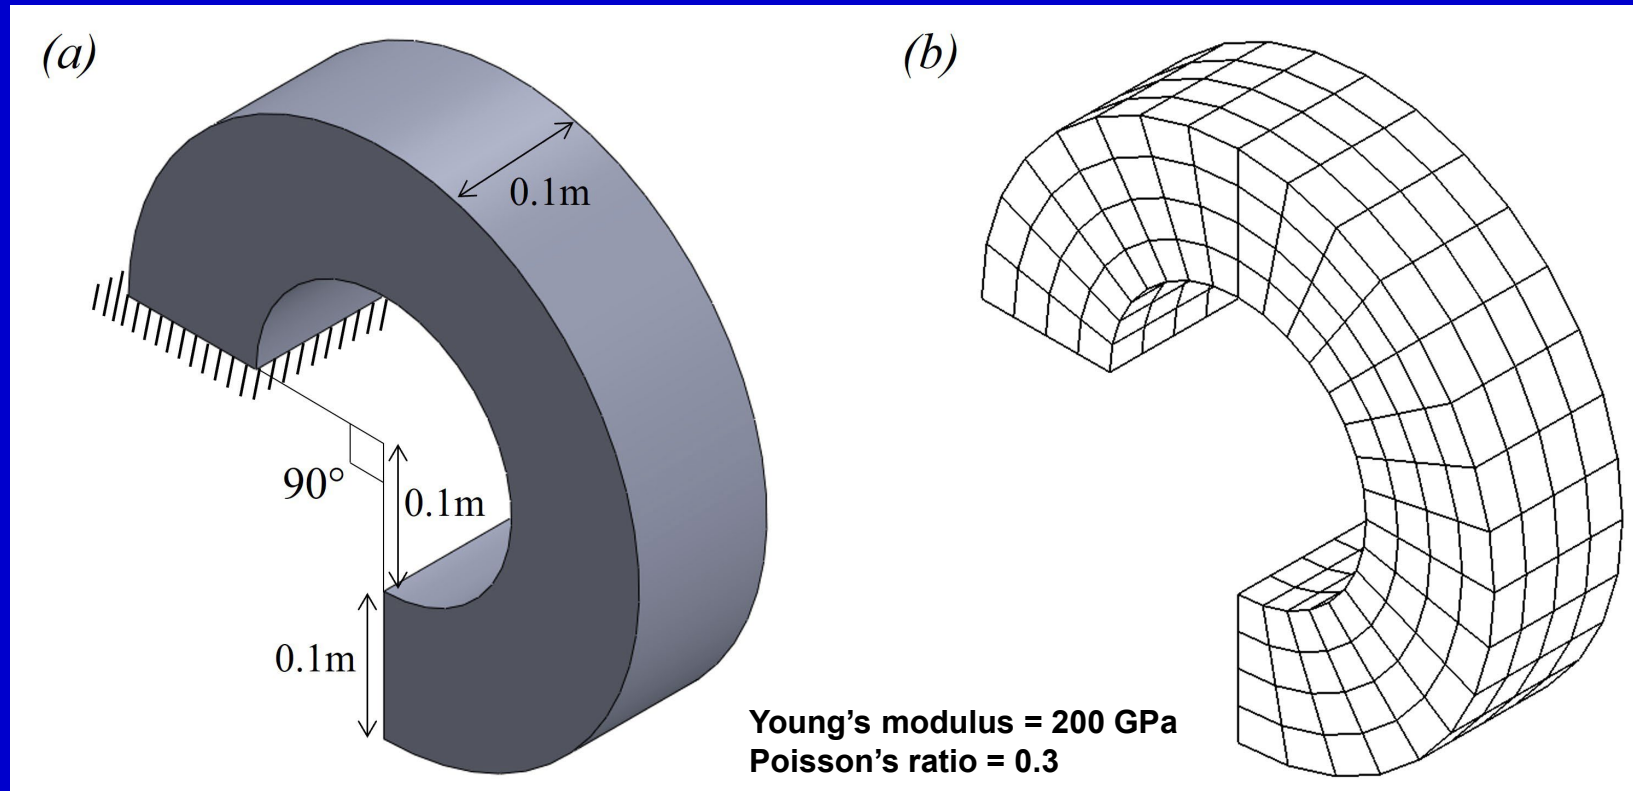 (a)
(b)
0.1m
90°
0.1m
0.1m
Young’s modulus = 200 GPa
Poisson’s ratio = 0.3